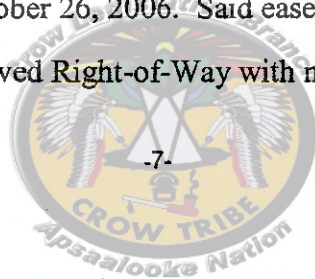 ober 26, 2006. Said ease
ved Right-of-Way with
-7-
CROW TRIBE
Apsaalooke Nation